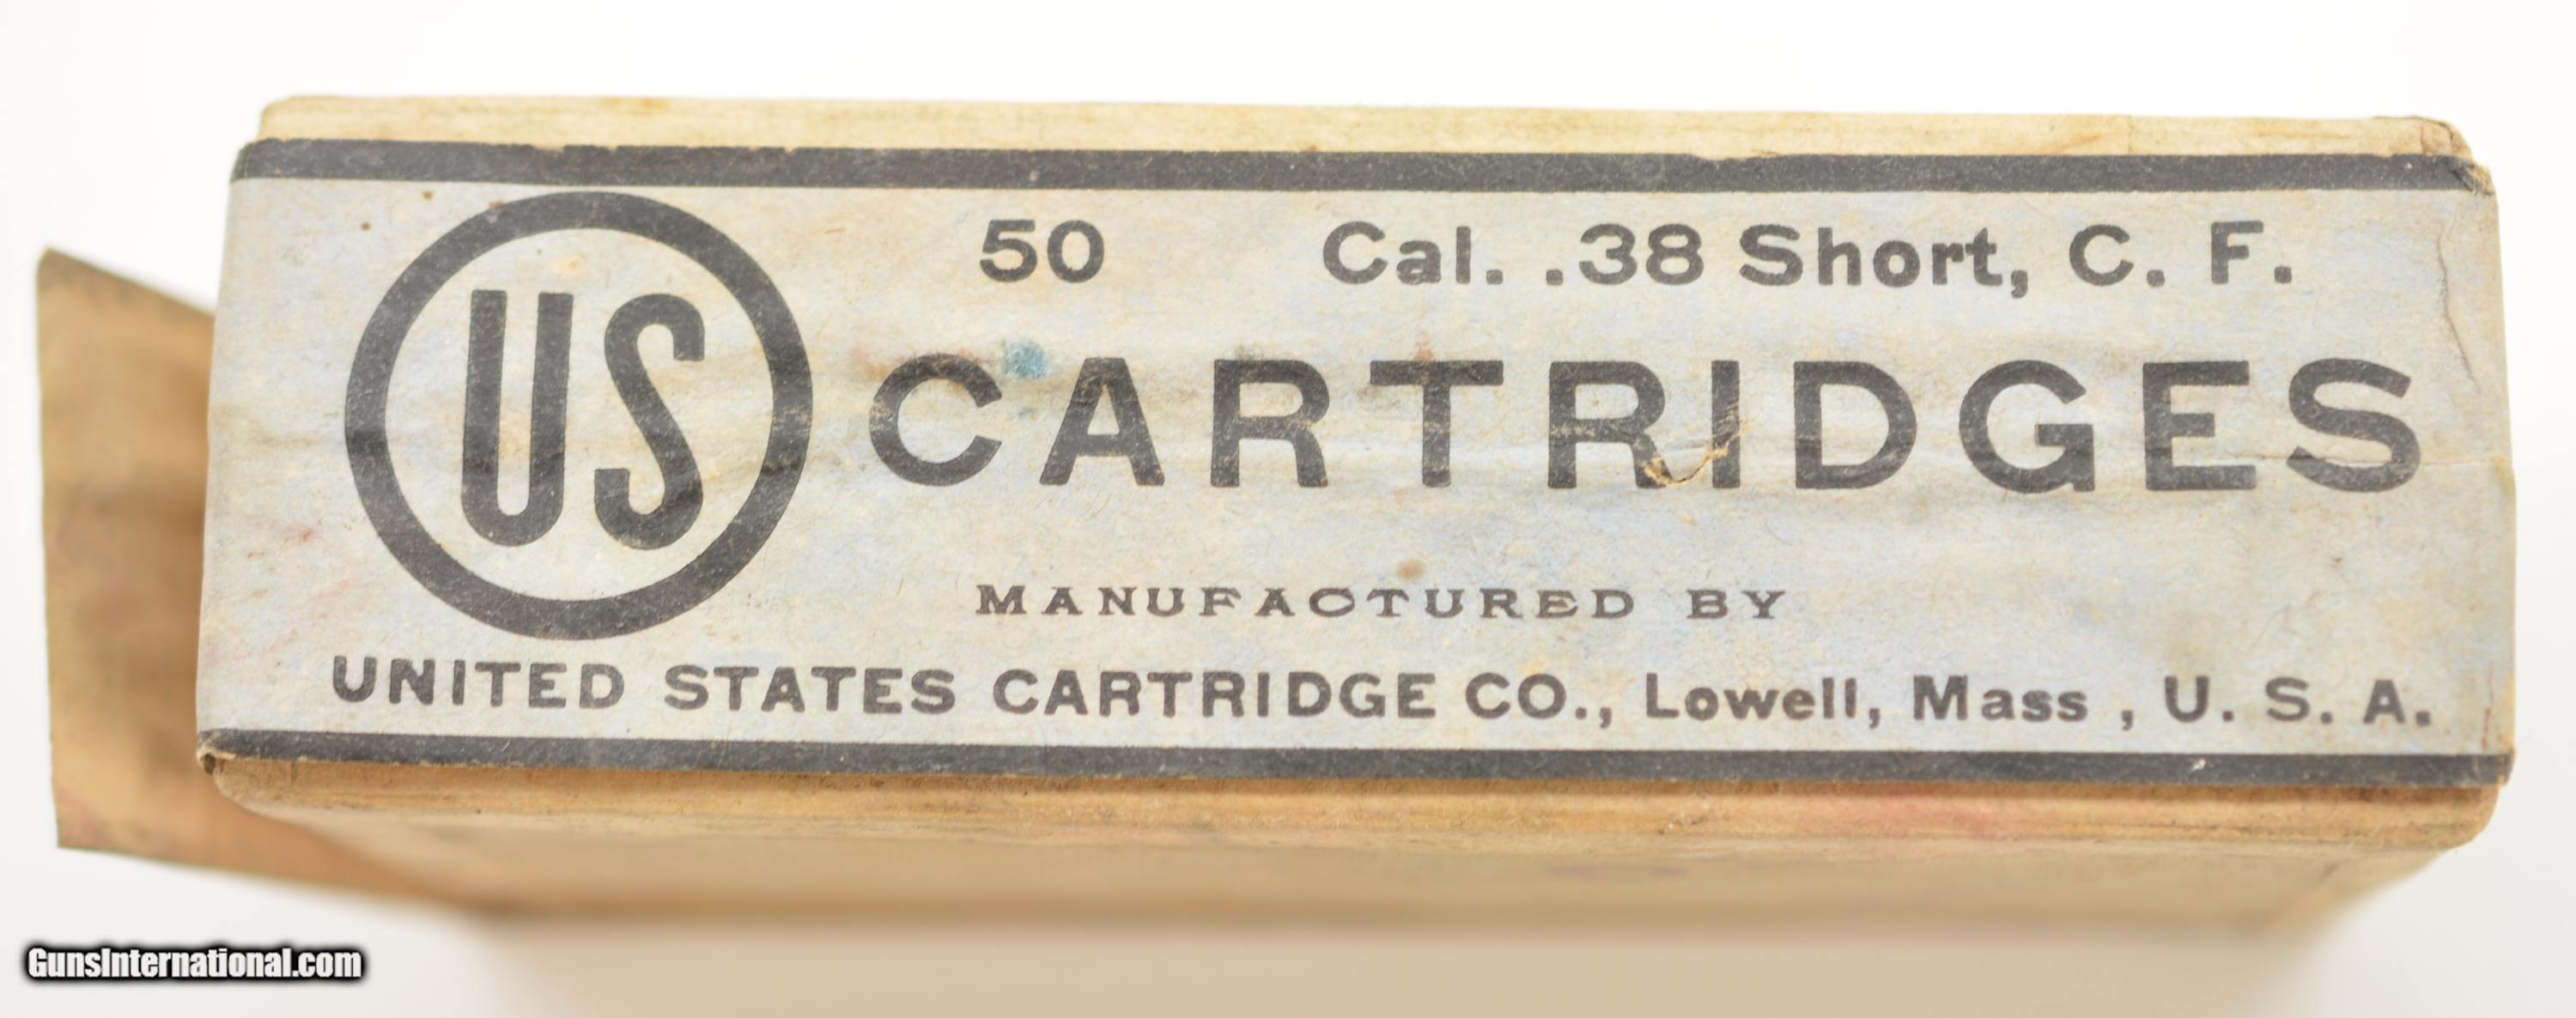 US
50 Cal. .38 Short, C. F.
CARTRIDGES
MANUFACTURED BY
UNITED STATES CARTRIDGE CO., Lowell, Mass , U. S. A.
GunsInternational.com